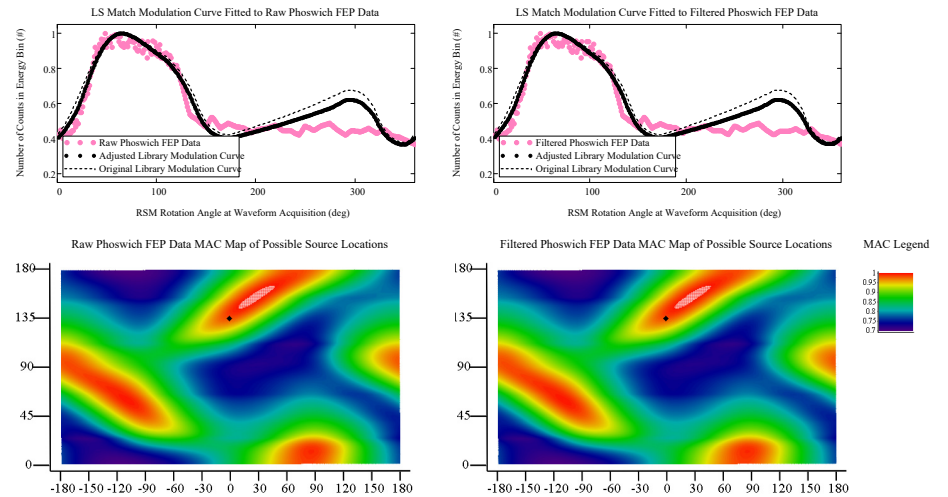 LS Match Modulation Curve Fitted to Raw Phoswich FEP Data
Number of Counts in Energy Bin (#)
1
0.8
0.6
0.4
0.2
Raw Phoswich FEP Data
Adjusted Library Modulation Curve
Original Library Modulation Curve
0 100 200 300
RSM Rotation Angle at Waveform Acquisition (deg)
LS Match Modulation Curve Fitted to Filtered Phoswich FEP Data
Number of Counts in Energy Bin (#)
1
0.8
0.6
0.4
0.2
Filtered Phoswich FEP Data
Adjusted Library Modulation Curve
Original Library Modulation Curve
0 100 200 300
RSM Rotation Angle at Waveform Acquisition (deg)
Raw Phoswich FEP Data MAC Map of Possible Source Locations
180
135
90
45
0
-180 -150 -120 -90 -60 -30 0 30 60 90 120 150 180
Filtered Phoswich FEP Data MAC Map of Possible Source Locations
180
135
90
45
0
-180 -150 -120 -90 -60 -30 0 30 60 90 120 150 180
MAC Legend
1
0.95
0.9
0.85
0.8
0.75
0.7